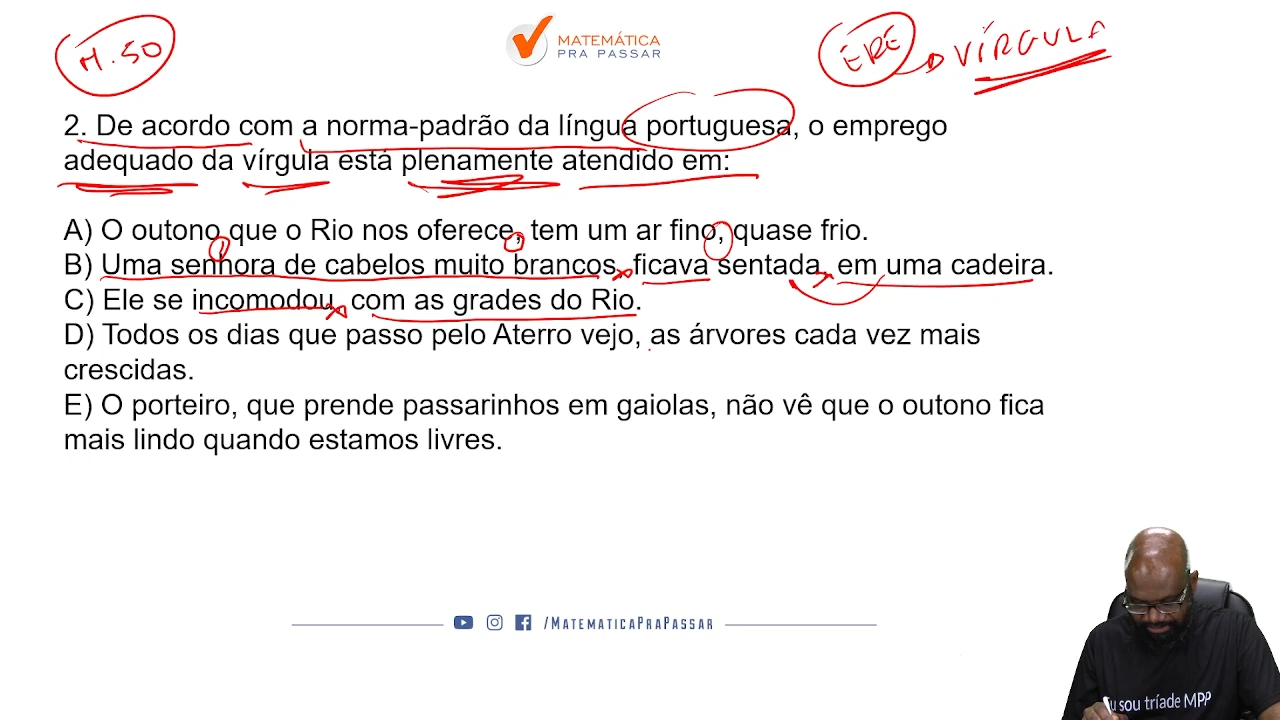 M.50
MATEMÁTICA
PRA PASSAR
ERE
VÍRGULA
2. De acordo com a norma-padrão da língua portuguesa, o emprego
adequado da vírgula está plenamente atendido em:
A) O outono que o Rio nos oferece, tem um ar fino, quase frio.
B) Uma senhora de cabelos muito brancos, ficava sentada, em uma cadeira.
C) Ele se incomodou, com as grades do Rio.
D) Todos os dias que passo pelo Aterro vejo, as árvores cada vez mais
crescidas.
E) O porteiro, que prende passarinhos em gaiolas, não vê que o outono fica
mais lindo quando estamos livres.
/MATEMATICAPRAPASSAR
Eu sou tríade MPP